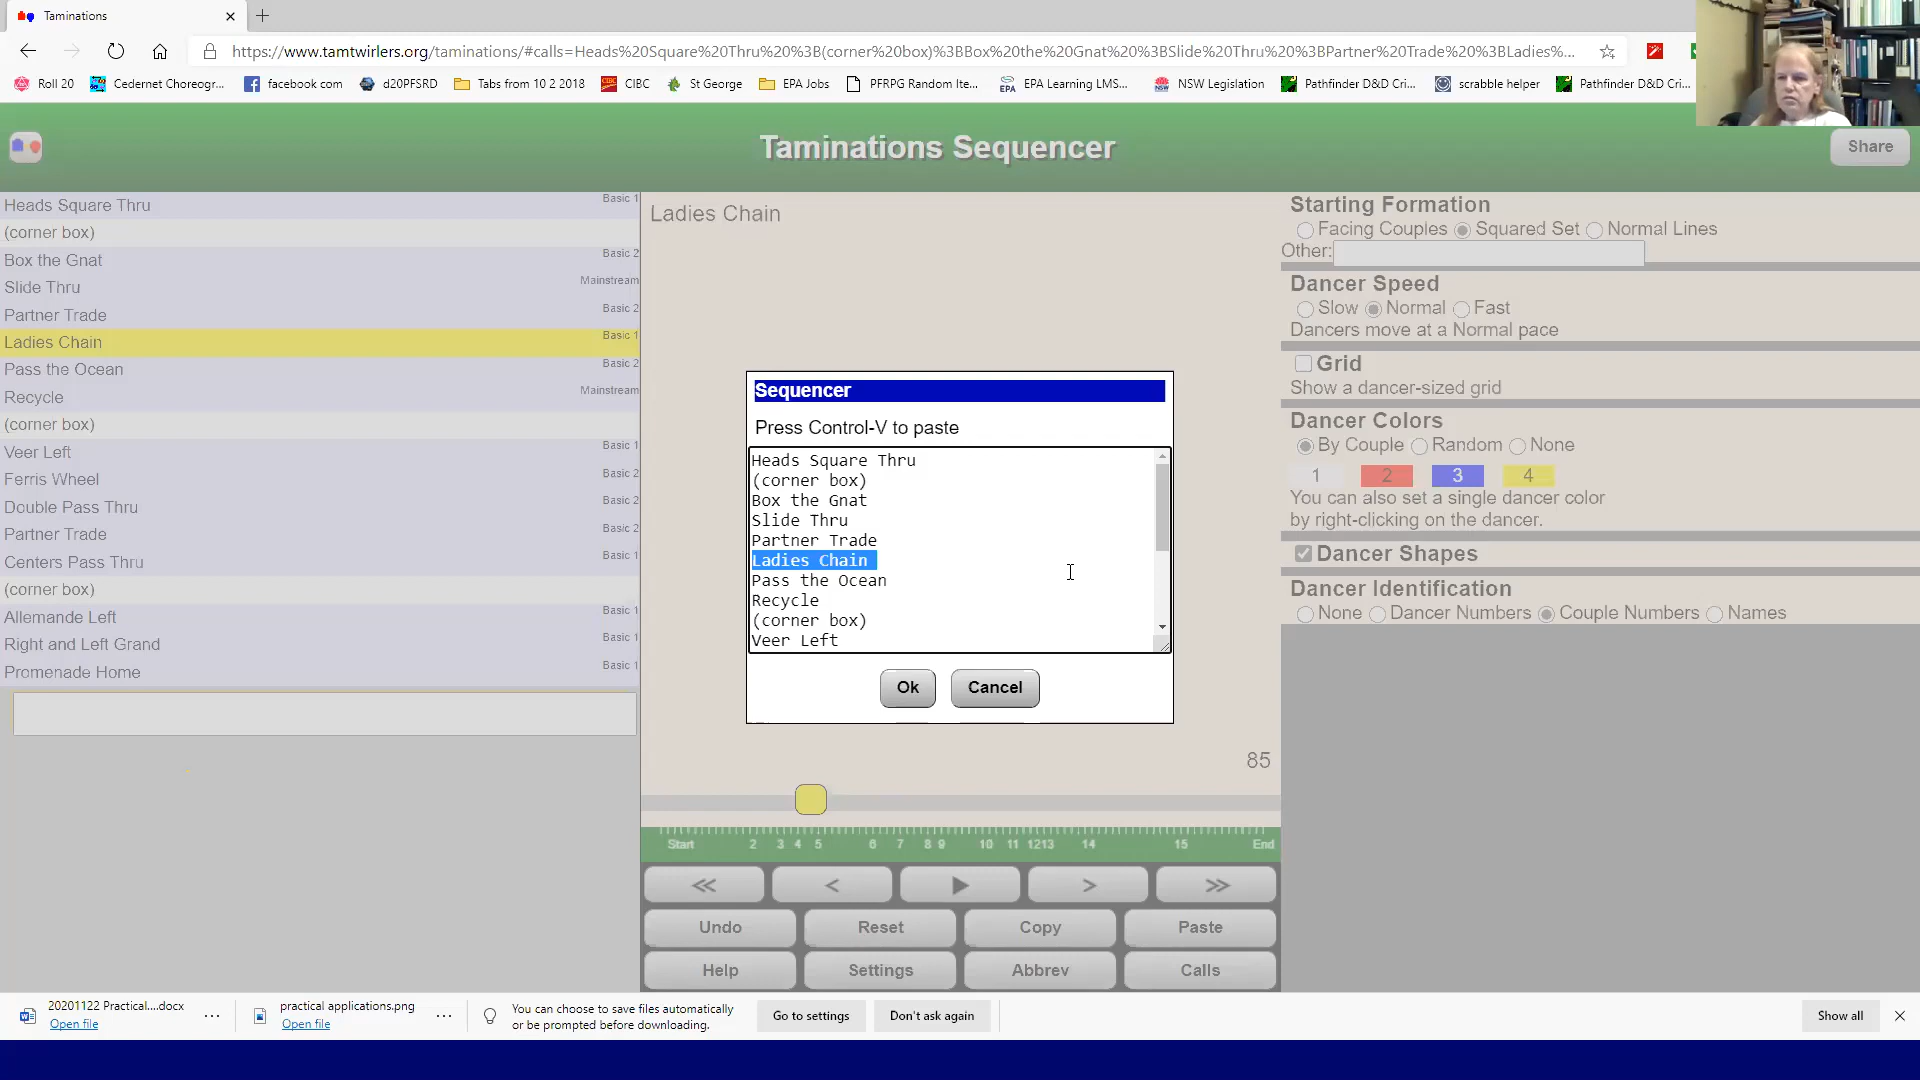 Taminations
https://www.tamtwirlers.org/taminations/#calls=Heads%20Square%20Thru%20%3B(corner%20box)%3BBox%20the%20Gnat%20%3BSlide%20Thru%20%3BPartner%20Trade%20%3BLadies%...
Roll 20
Cedernet Choreogr...
facebook com
d20PFSRD
Tabs from 10 2 2018
CIBC
St George
EPA Jobs
PFRPG Random Ite...
EPA Learning LMS...
NSW Legislation
Pathfinder D&D Cri...
scrabble helper
Pathfinder D&D Cri...
Taminations Sequencer
Share
Heads Square Thru Basic 1
(corner box)
Box the Gnat Basic 2
Slide Thru Mainstream
Partner Trade Basic 2
Ladies Chain Basic 1
Pass the Ocean Basic 2
Recycle Mainstream
(corner box)
Veer Left Basic 1
Ferris Wheel Basic 2
Double Pass Thru Basic 2
Partner Trade Basic 2
Centers Pass Thru Basic 1
(corner box)
Allemande Left Basic 1
Right and Left Grand Basic 1
Promenade Home Basic 1
Ladies Chain
Sequencer
Press Control-V to paste
Heads Square Thru
(corner box)
Box the Gnat
Slide Thru
Partner Trade
Ladies Chain
Pass the Ocean
Recycle
(corner box)
Veer Left
Ok
Cancel
85
Start 2 3 4 5 6 7 8 9 10 11 12 13 14 15 End
<< < ▶ > >>
Undo Reset Copy Paste
Help Settings Abbrev Calls
Starting Formation
Facing Couples Squared Set Normal Lines
Other:
Dancer Speed
Slow Normal Fast
Dancers move at a Normal pace
Grid
Show a dancer-sized grid
Dancer Colors
By Couple Random None
1 2 3 4
You can also set a single dancer color
by right-clicking on the dancer.
Dancer Shapes
Dancer Identification
None Dancer Numbers Couple Numbers Names
20201122 Practical....docx
Open file
practical applications.png
Open file
You can choose to save files automatically
or be prompted before downloading.
Go to settings
Don't ask again
Show all